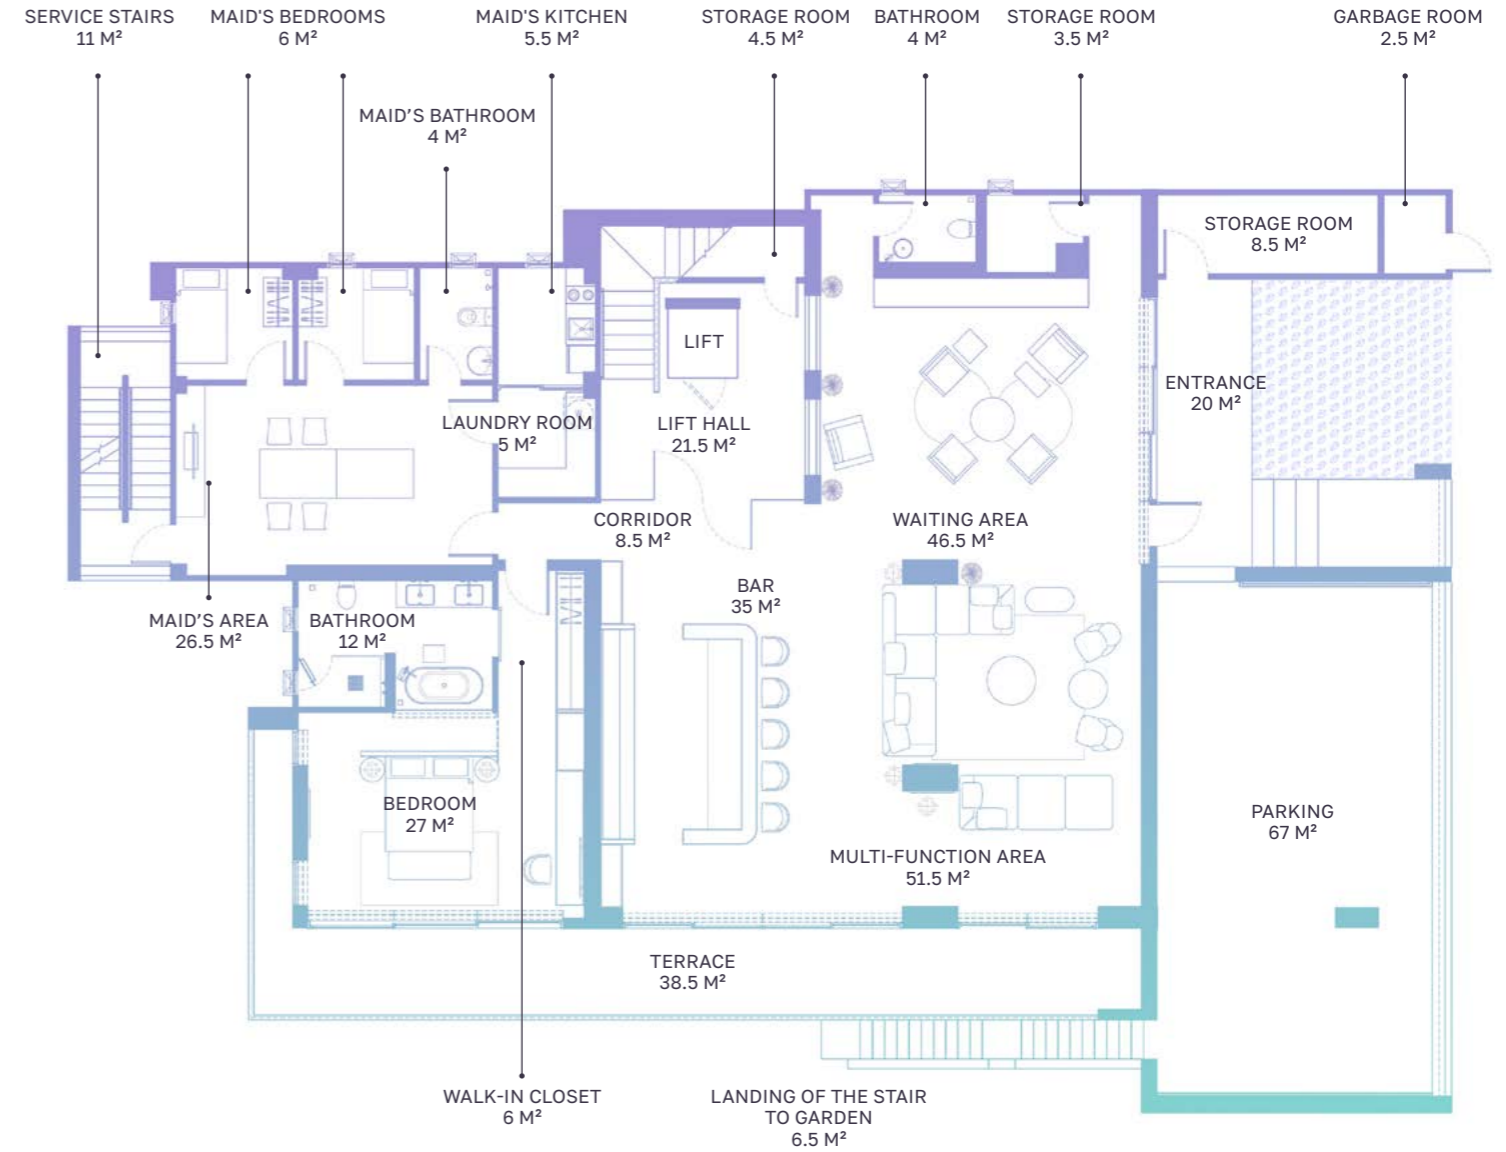 SERVICE STAIRS
11 M²
MAID'S BEDROOMS
6 M²
MAID'S KITCHEN
5.5 M²
STORAGE ROOM
4.5 M²
BATHROOM
4 M²
STORAGE ROOM
3.5 M²
GARBAGE ROOM
2.5 M²
MAID’S BATHROOM
4 M²
STORAGE ROOM
8.5 M²
LIFT
ENTRANCE
20 M²
LAUNDRY ROOM
5 M²
LIFT HALL
21.5 M²
CORRIDOR
8.5 M²
WAITING AREA
46.5 M²
BAR
35 M²
MAID’S AREA
26.5 M²
BATHROOM
12 M²
BEDROOM
27 M²
PARKING
67 M²
MULTI-FUNCTION AREA
51.5 M²
TERRACE
38.5 M²
WALK-IN CLOSET
6 M²
LANDING OF THE STAIR
TO GARDEN
6.5 M²